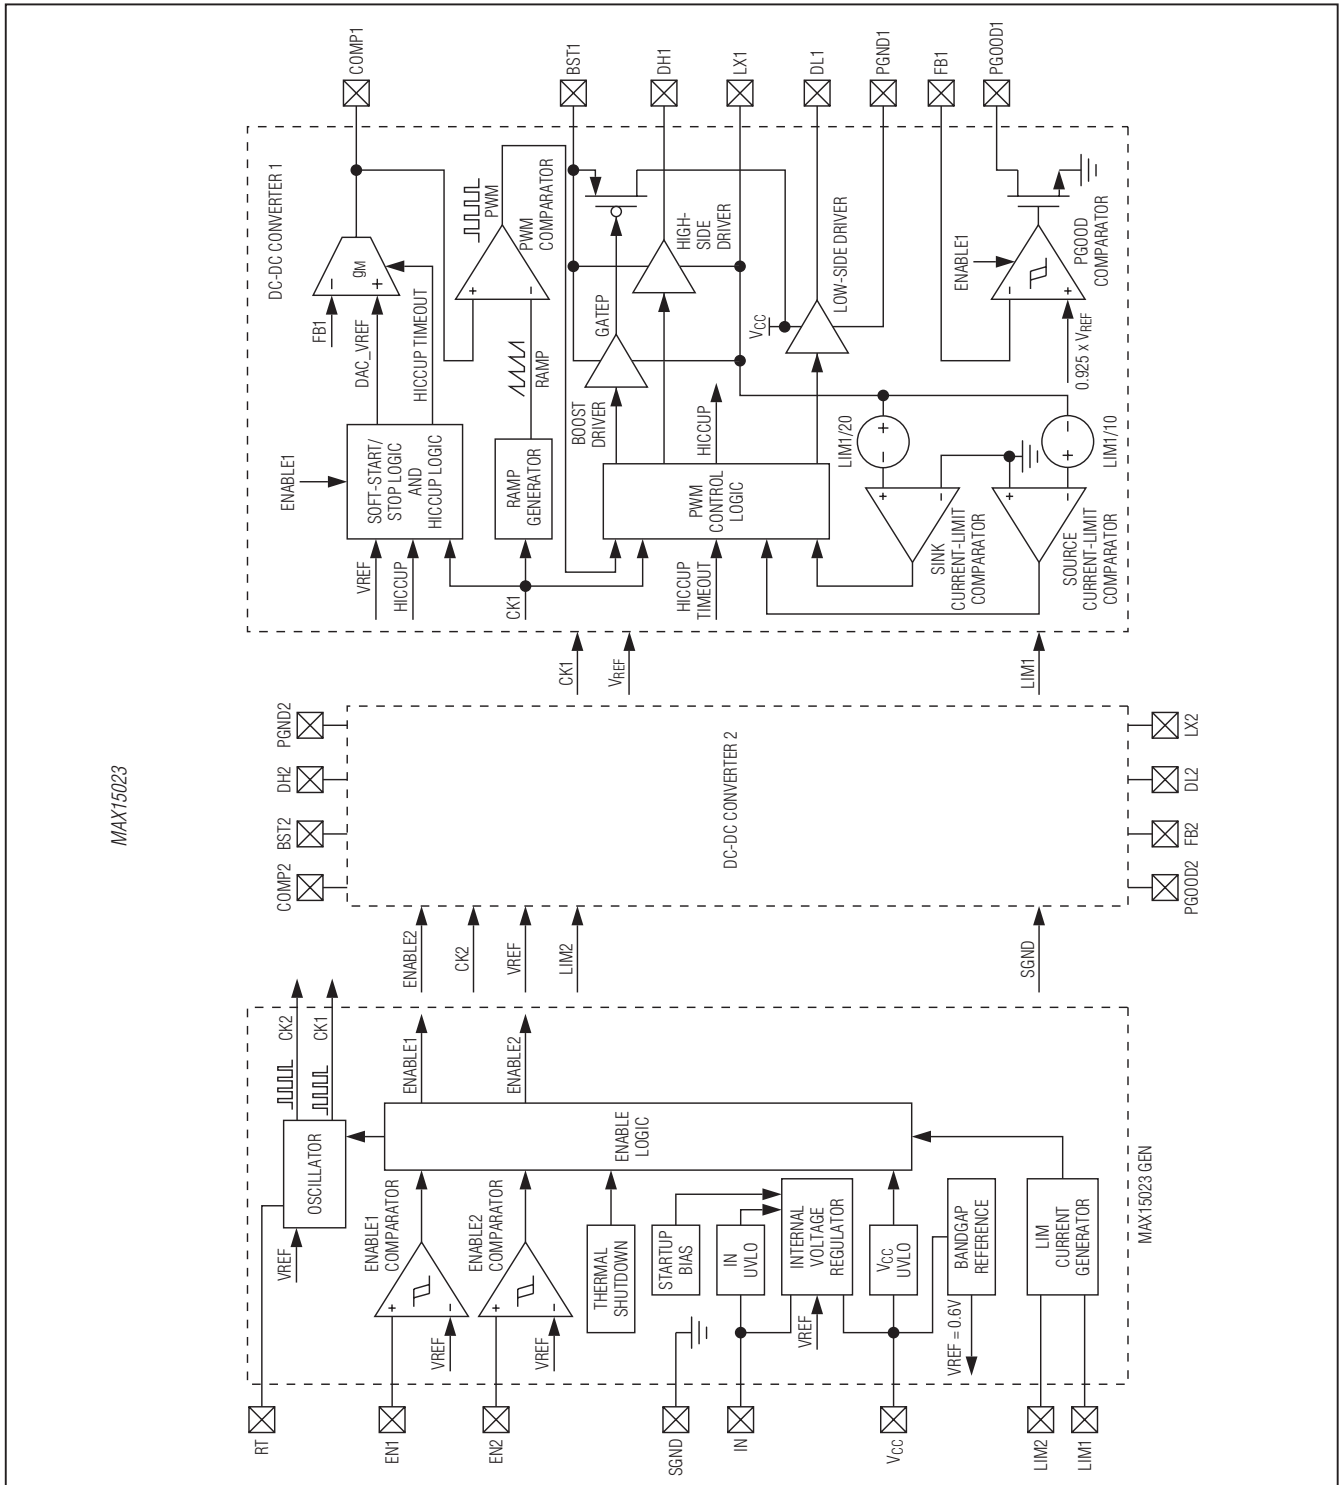 MAX15023
RT
EN1
EN2
SGND
IN
VCC
LIM2
LIM1
MAX15023 GEN
VREF
OSCILLATOR
CK2
CK1
ENABLE1
COMPARATOR
+
–
VREF
ENABLE2
COMPARATOR
+
–
VREF
THERMAL
SHUTDOWN
STARTUP
BIAS
IN
UVLO
INTERNAL
VOLTAGE
REGULATOR
VREF
VCC
UVLO
BANDGAP
REFERENCE
VREF = 0.6V
LIM
CURRENT
GENERATOR
ENABLE
LOGIC
ENABLE1
ENABLE2
ENABLE2
CK2
VREF
LIM2
SGND
COMP2
BST2
DH2
PGND2
DC-DC CONVERTER 2
PGOOD2
FB2
DL2
LX2
CK1
VREF
LIM1
DC-DC CONVERTER 1
ENABLE1
VREF
HICCUP
SOFT-START/
STOP LOGIC
AND
HICCUP LOGIC
FB1
DAC_VREF
HICCUP TIMEOUT
–
gM
+
COMP1
CK1
RAMP
GENERATOR
RAMP
+
–
PWM
PWM
COMPARATOR
HICCUP
TIMEOUT
PWM
CONTROL
LOGIC
HICCUP
BOOST
DRIVER
GATEP
HIGH-
SIDE
DRIVER
VCC
LOW-SIDE DRIVER
LIM1/20
+
–
+
–
SINK
CURRENT-LIMIT
COMPARATOR
LIM1/10
–
+
+
–
SOURCE
CURRENT-LIMIT
COMPARATOR
ENABLE1
–
+
0.925 x VREF
PGOOD
COMPARATOR
BST1
DH1
LX1
DL1
PGND1
FB1
PGOOD1